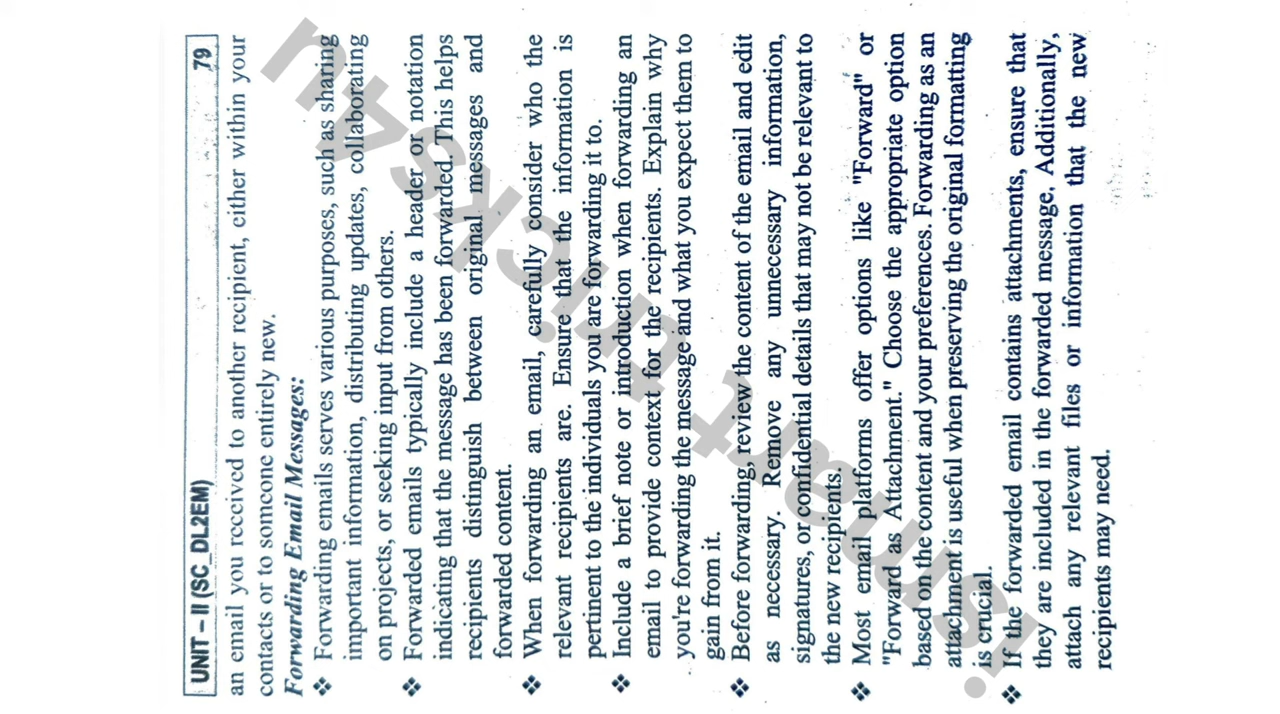 UNIT – II (SC_DL2EM) 79
an email you received to another recipient, either within your
contacts or to someone entirely new.
Forwarding Email Messages:
❖ Forwarding emails serves various purposes, such as sharing
important information, distributing updates, collaborating
on projects, or seeking input from others.
❖ Forwarded emails typically include a header or notation
indicating that the message has been forwarded. This helps
recipients distinguish between original messages and
forwarded content.
❖ When forwarding an email, carefully consider who the
relevant recipients are. Ensure that the information is
pertinent to the individuals you are forwarding it to.
❖ Include a brief note or introduction when forwarding an
email to provide context for the recipients. Explain why
you're forwarding the message and what you expect them to
gain from it.
❖ Before forwarding, review the content of the email and edit
as necessary. Remove any unnecessary information,
signatures, or confidential details that may not be relevant to
the new recipients.
❖ Most email platforms offer options like "Forward" or
"Forward as Attachment." Choose the appropriate option
based on the content and your preferences. Forwarding as an
attachment is useful when preserving the original formatting
is crucial.
❖ If the forwarded email contains attachments, ensure that
they are included in the forwarded message. Additionally,
attach any relevant files or information that the new
recipients may need.
ismart tricks4u